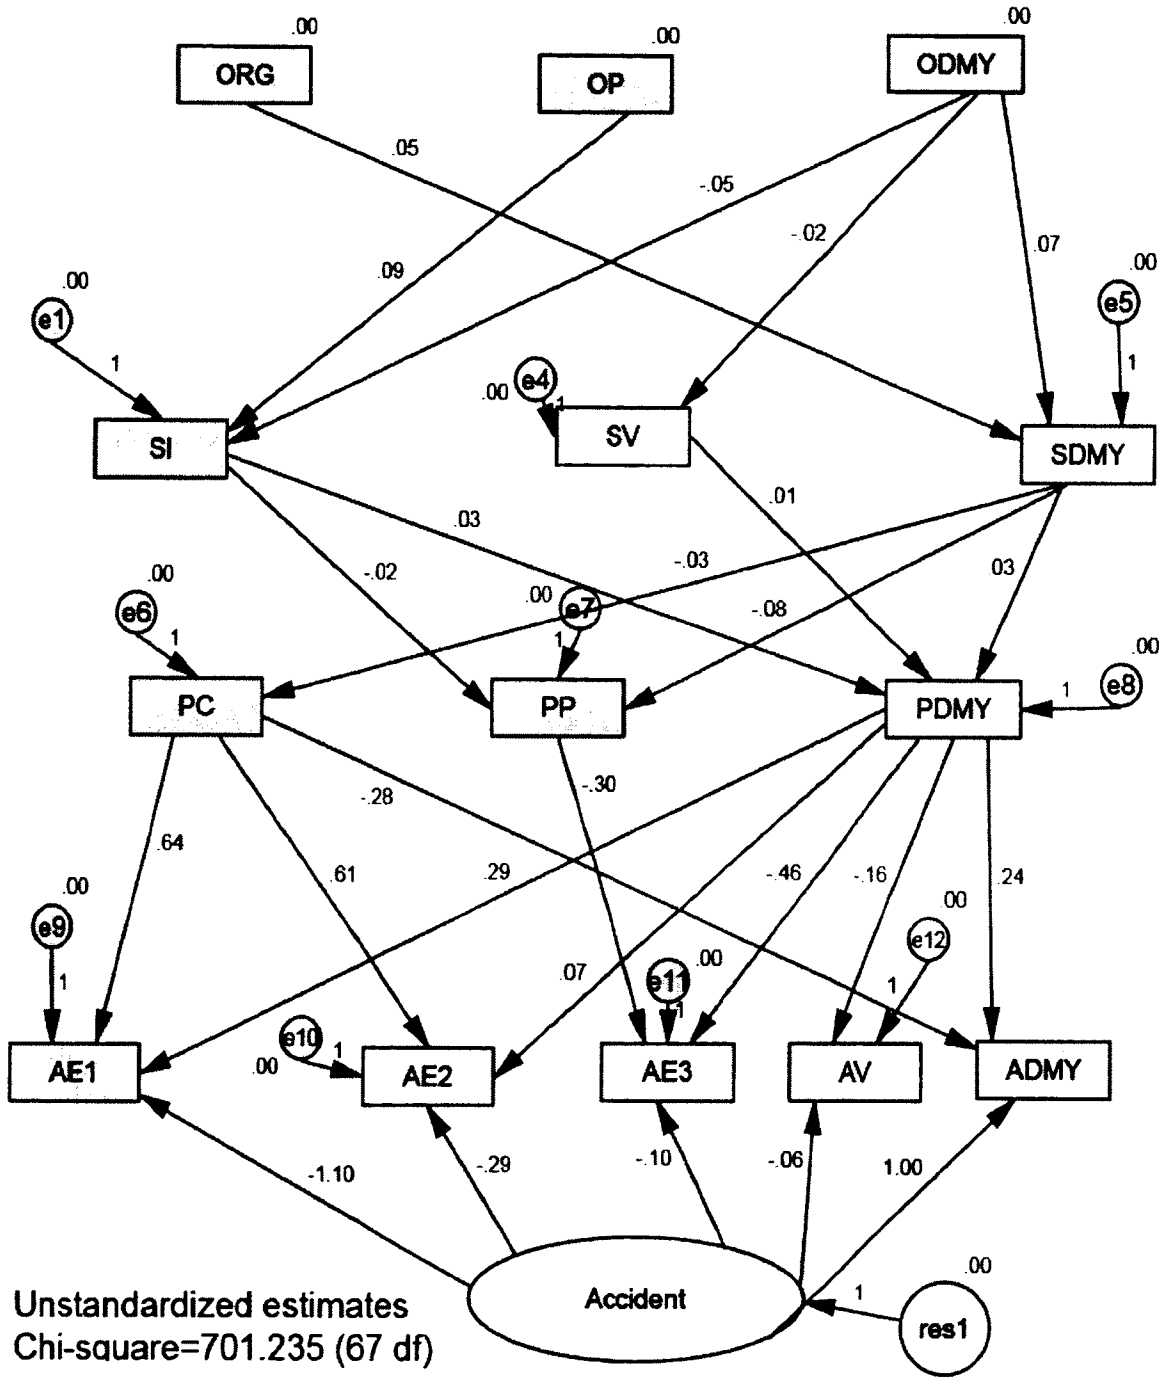 .00
.00
.00
ORG
OP
ODMY
.05
-.05
-.02
.07
.09
.00
.00
e1
e5
1
1
.00
e4
1
SI
SV
SDMY
.01
.03
-.02
-.03
03
.00
.00
-.08
.00
e6
e7
1
1
1
e8
PC
PP
PDMY
-.28
-.30
.64
.61
.29
-.46
-.16
.24
.00
.00
e9
e12
.07
.00
e11
1
1
1
e10
1
.00
AE1
AE2
AE3
AV
ADMY
-1.10
-.29
-.10
-.06
1.00
.00
Accident
1
res1
Unstandardized estimates
Chi-square=701.235 (67 df)